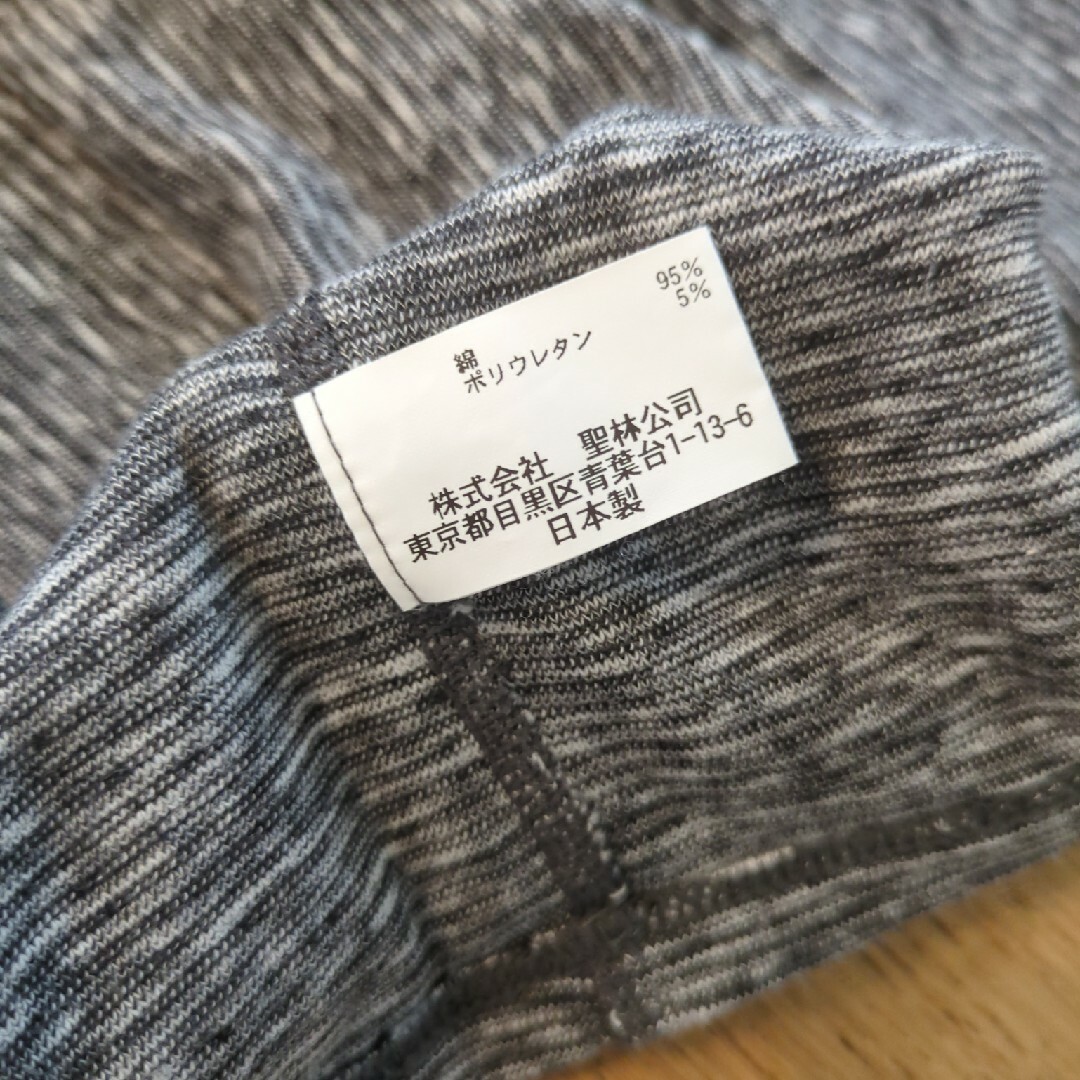 綿 95%
ポリウレタン 5%
株式会社 聖林公司
東京都目黒区青葉台1-13-6
日本製